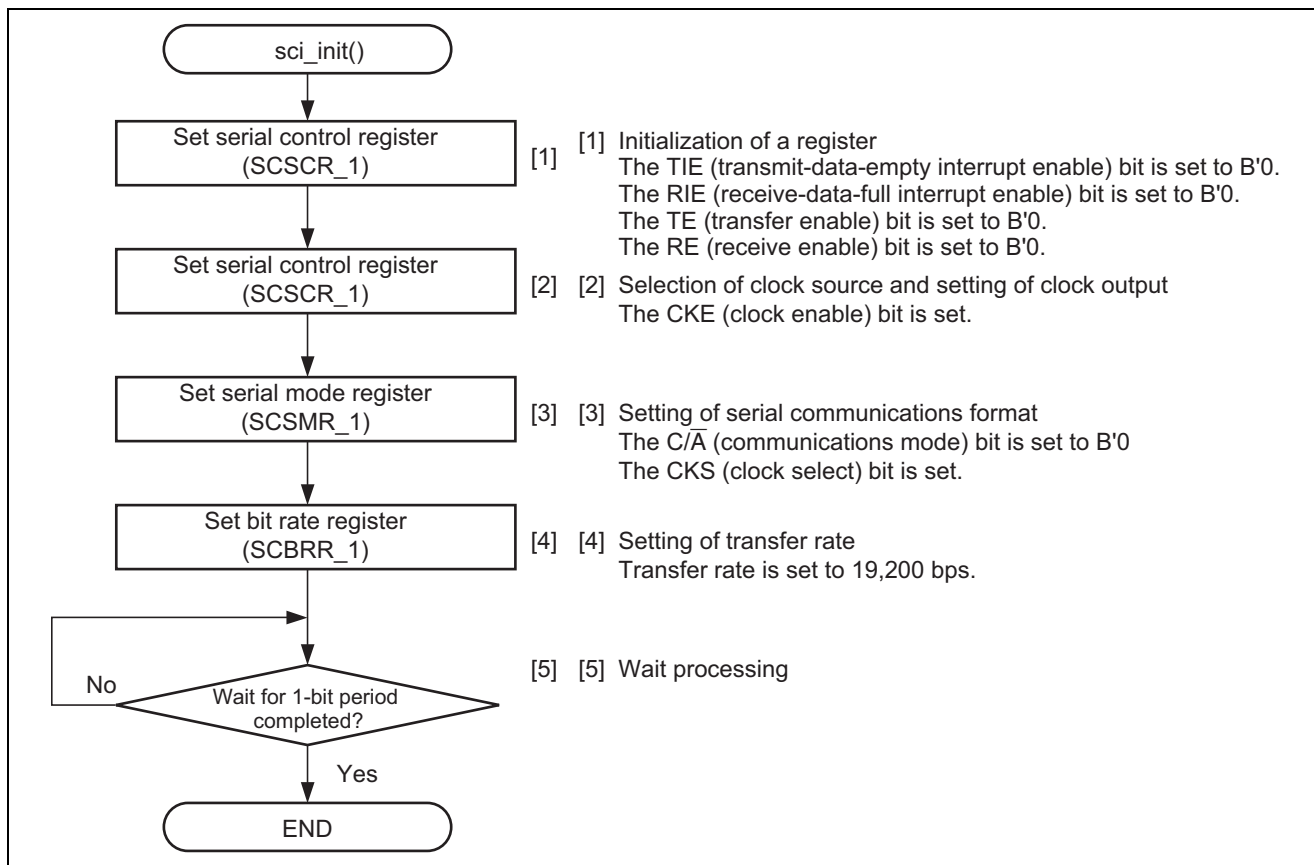 sci_init()
Set serial control register
(SCSCR_1)
[1] [1] Initialization of a register
The TIE (transmit-data-empty interrupt enable) bit is set to B'0.
The RIE (receive-data-full interrupt enable) bit is set to B'0.
The TE (transfer enable) bit is set to B'0.
The RE (receive enable) bit is set to B'0.
Set serial control register
(SCSCR_1)
[2] [2] Selection of clock source and setting of clock output
The CKE (clock enable) bit is set.
Set serial mode register
(SCSMR_1)
[3] [3] Setting of serial communications format
The C/A̅ (communications mode) bit is set to B'0
The CKS (clock select) bit is set.
Set bit rate register
(SCBRR_1)
[4] [4] Setting of transfer rate
Transfer rate is set to 19,200 bps.
[5] [5] Wait processing
No
Wait for 1-bit period
completed?
Yes
END